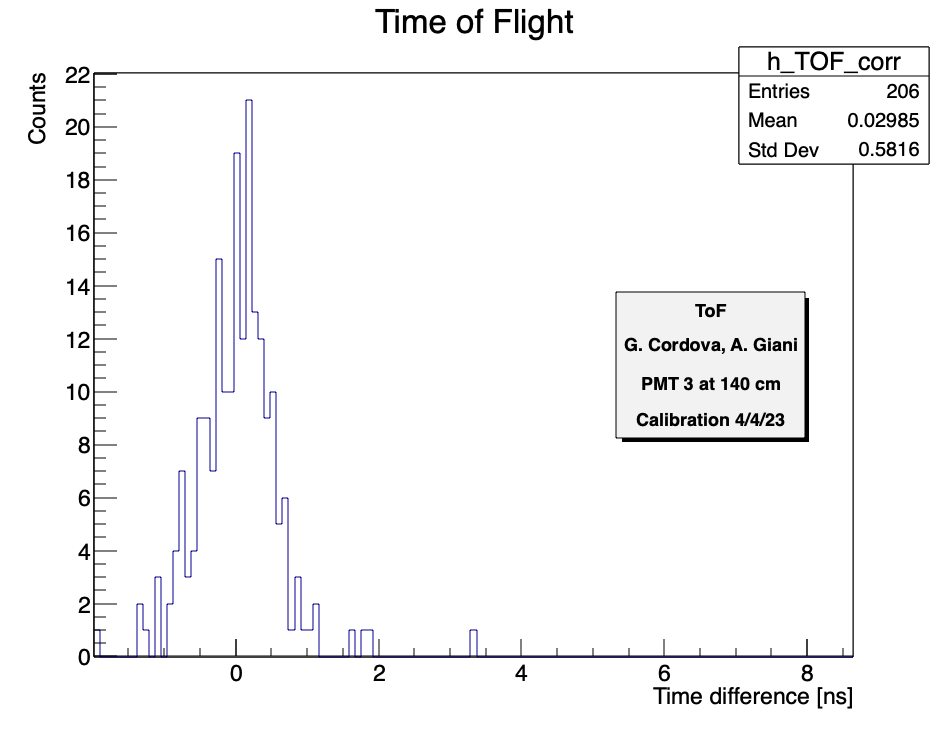 Time of Flight
h_TOF_corr
Entries 206
Mean 0.02985
Std Dev 0.5816
Counts
22
20
18
16
14
12
10
8
6
4
2
0
ToF
G. Cordova, A. Giani
PMT 3 at 140 cm
Calibration 4/4/23
0 2 4 6 8
Time difference [ns]